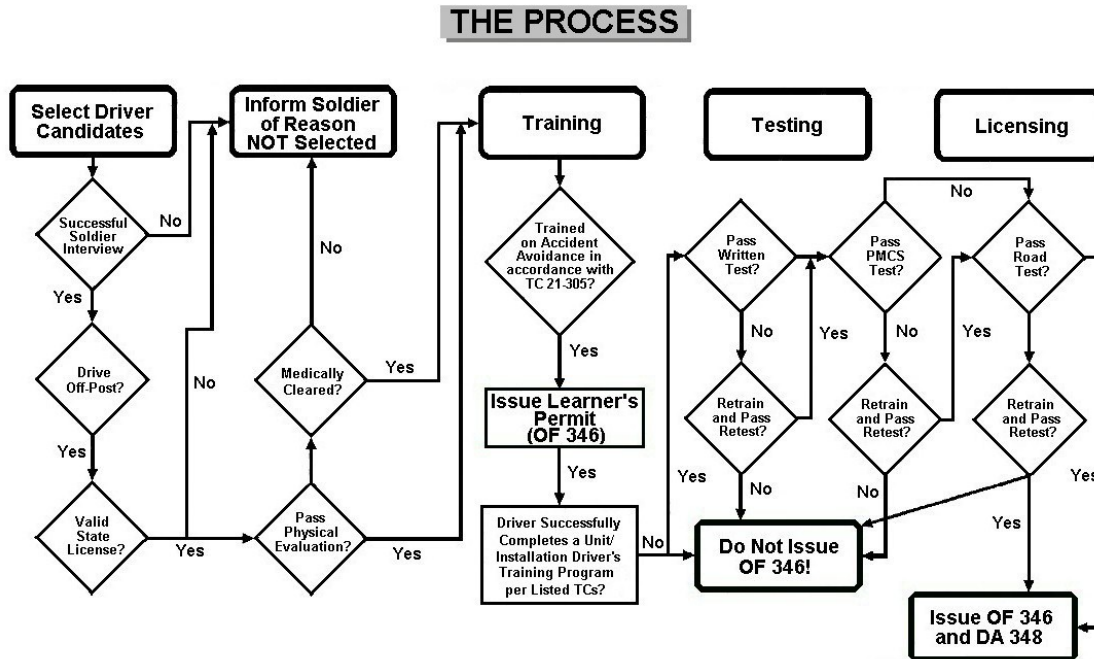 THE PROCESS
Select Driver
Candidates
Inform Soldier
of Reason
NOT Selected
Training
Testing
Licensing
Successful
Soldier
Interview
No
Yes
Drive
Off-Post?
Yes
Valid
State
License?
Yes
No
No
Medically
Cleared?
Yes
Pass
Physical
Evaluation?
Yes
Trained
on Accident
Avoidance in
accordance with
TC 21-305?
Yes
Issue Learner's
Permit
(OF 346)
Yes
Driver Successfully
Completes a Unit/
Installation Driver's
Training Program
per Listed TCs?
No
Yes
Pass
Written
Test?
No
Yes
Retrain
and Pass
Retest?
No
Pass
PMCS
Test?
No
No
Yes
Retrain
and Pass
Retest?
No
Pass
Road
Test?
No
Yes
Retrain
and Pass
Retest?
Yes
Do Not Issue
OF 346!
Issue OF 346
and DA 348